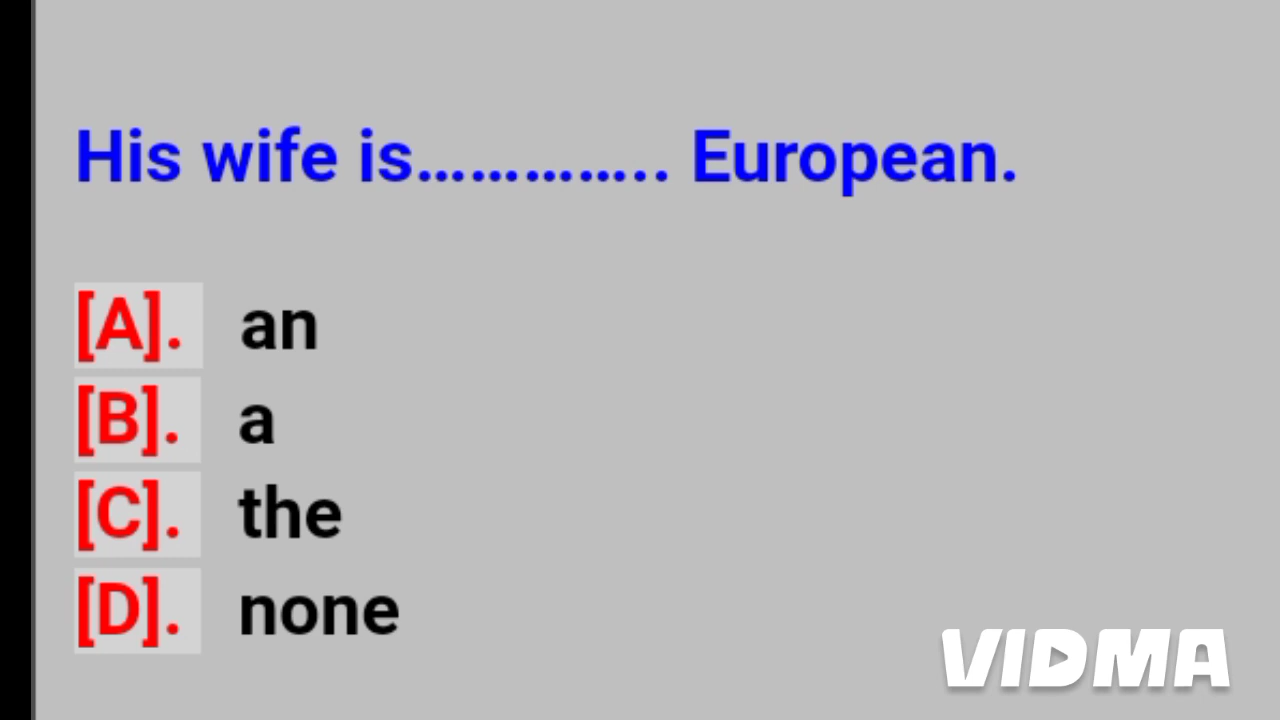 His wife is………….. European.
[A]. an
[B]. a
[C]. the
[D]. none
VIDMA